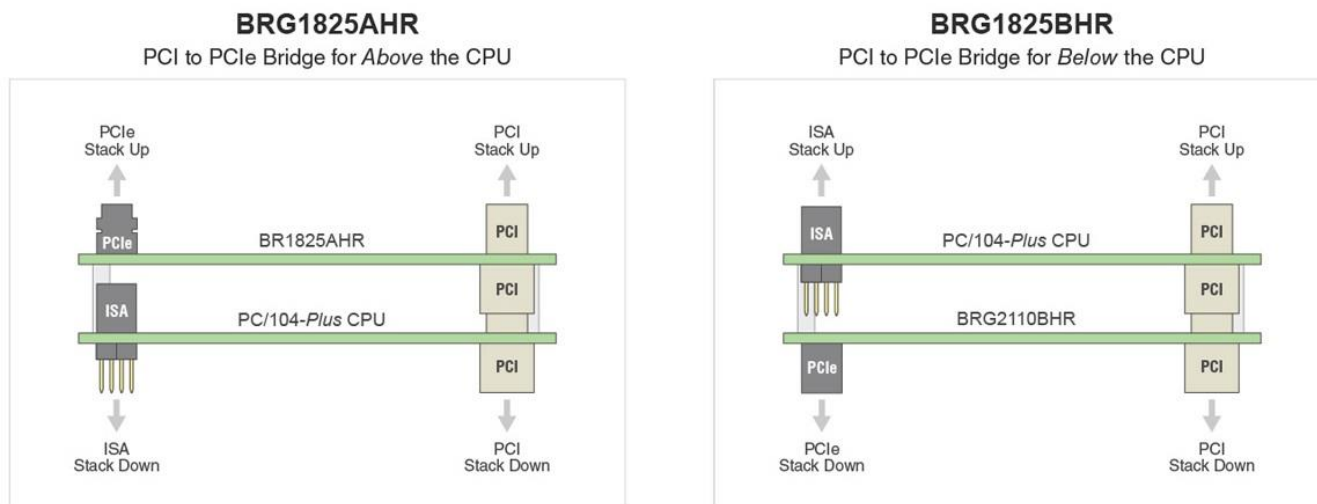 BRG1825AHR
PCI to PCIe Bridge for Above the CPU
PCIe
Stack Up
PCI
Stack Up
PCIe
BR1825AHR
PCI
ISA
PC/104-Plus CPU
PCI
PCI
ISA
Stack Down
PCI
Stack Down
BRG1825BHR
PCI to PCIe Bridge for Below the CPU
ISA
Stack Up
PCI
Stack Up
ISA
PC/104-Plus CPU
PCI
BRG2110BHR
PCI
PCIe
PCI
PCIe
Stack Down
PCI
Stack Down